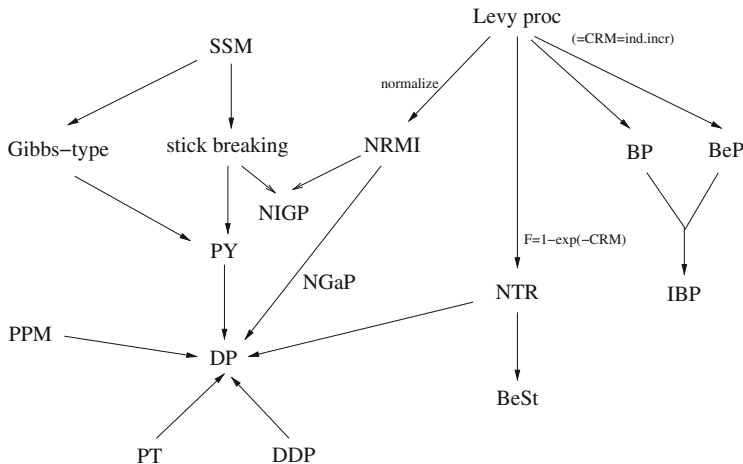 Levy proc
SSM
(=CRM=ind.incr)
normalize
Gibbs−type
stick breaking
NRMI
BP
BeP
NIGP
PY
F=1−exp(−CRM)
NGaP
NTR
IBP
PPM
DP
BeSt
PT
DDP